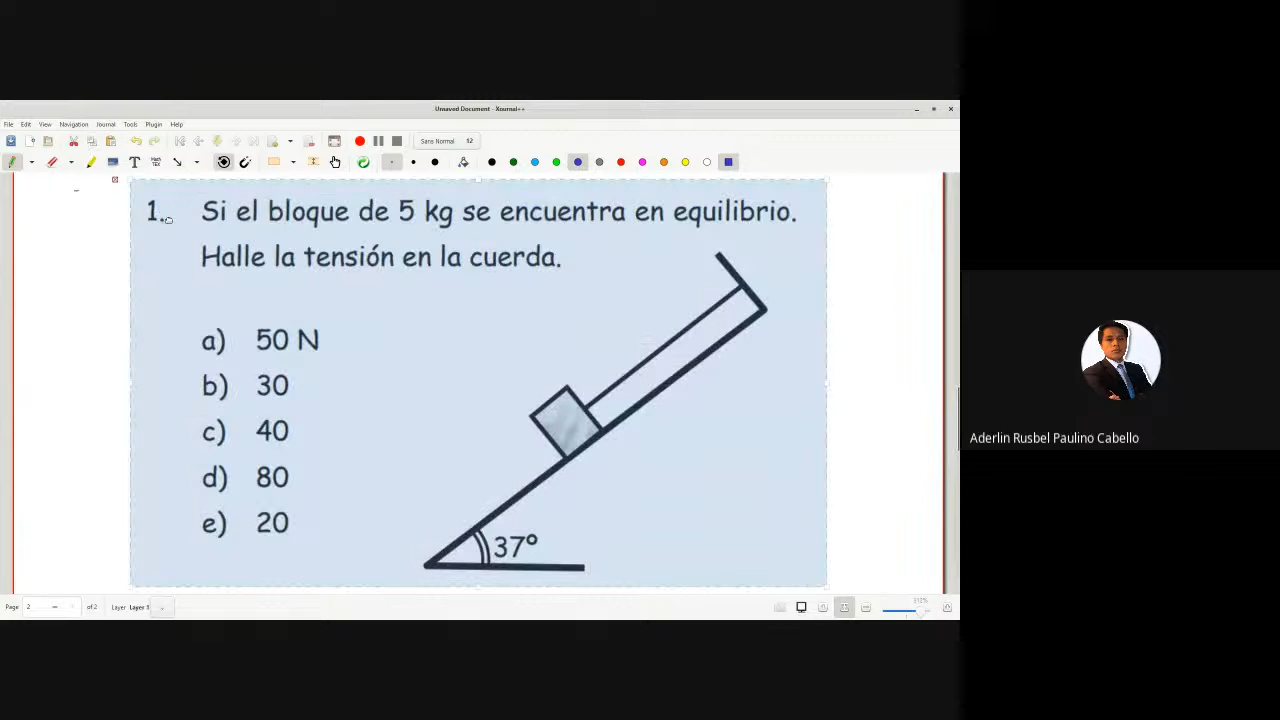 Unsaved Document - Xournal++
File Edit View Navigation Journal Tools Plugin Help
Sans Normal 12
1. Si el bloque de 5 kg se encuentra en equilibrio.
Halle la tensión en la cuerda.
a) 50 N
b) 30
c) 40
d) 80
e) 20
37º
Aderlin Rusbel Paulino Cabello
Page 2 of 2 Layer Layer 1